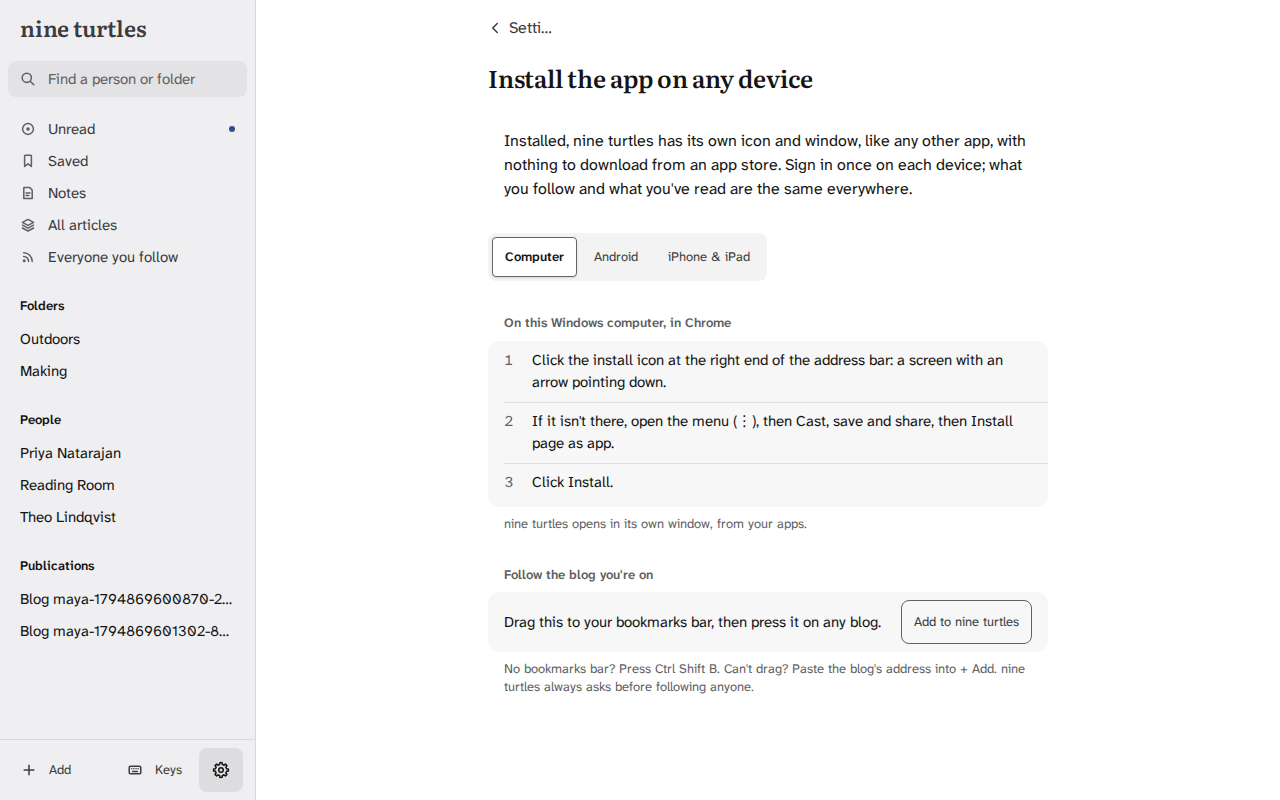 nine turtles
Find a person or folder
Unread
Saved
Notes
All articles
Everyone you follow
Folders
Outdoors
Making
People
Priya Natarajan
Reading Room
Theo Lindqvist
Publications
Blog maya-1794869600870-2...
Blog maya-1794869601302-8...
Add
Keys
Setti...
Install the app on any device
Installed, nine turtles has its own icon and window, like any other app, with
nothing to download from an app store. Sign in once on each device; what
you follow and what you've read are the same everywhere.
Computer
Android
iPhone & iPad
On this Windows computer, in Chrome
1 Click the install icon at the right end of the address bar: a screen with an
arrow pointing down.
2 If it isn't there, open the menu (⋮), then Cast, save and share, then Install
page as app.
3 Click Install.
nine turtles opens in its own window, from your apps.
Follow the blog you're on
Drag this to your bookmarks bar, then press it on any blog.
Add to nine turtles
No bookmarks bar? Press Ctrl Shift B. Can't drag? Paste the blog's address into + Add. nine
turtles always asks before following anyone.